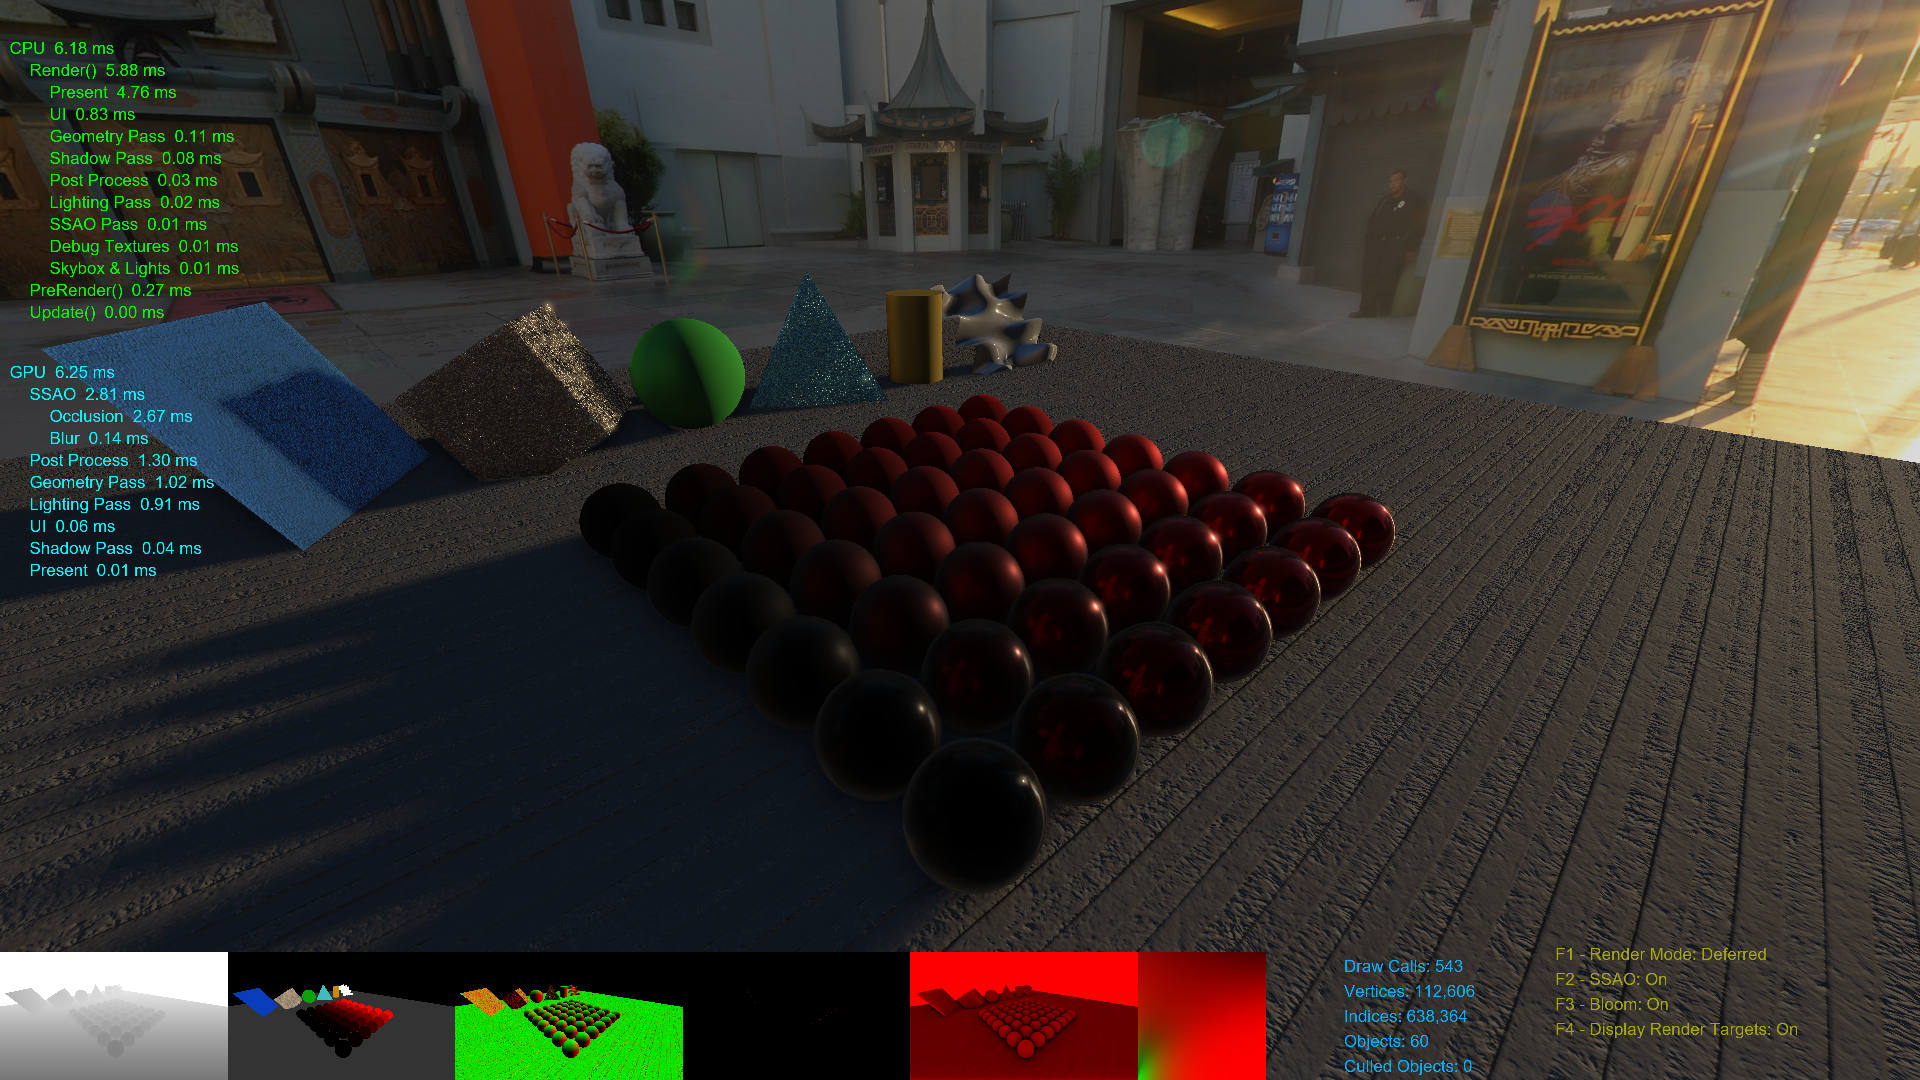 CPU 6.18 ms
Render() 5.88 ms
Present 4.76 ms
UI 0.83 ms
Geometry Pass 0.11 ms
Shadow Pass 0.08 ms
Post Process 0.03 ms
Lighting Pass 0.02 ms
SSAO Pass 0.01 ms
Debug Textures 0.01 ms
Skybox & Lights 0.01 ms
PreRender() 0.27 ms
Update() 0.00 ms
GPU 6.25 ms
SSAO 2.81 ms
Occlusion 2.67 ms
Blur 0.14 ms
Post Process 1.30 ms
Geometry Pass 1.02 ms
Lighting Pass 0.91 ms
UI 0.06 ms
Shadow Pass 0.04 ms
Present 0.01 ms
Draw Calls: 543
Vertices: 112,606
Indices: 638,364
Objects: 60
Culled Objects: 0
F1 - Render Mode: Deferred
F2 - SSAO: On
F3 - Bloom: On
F4 - Display Render Targets: On